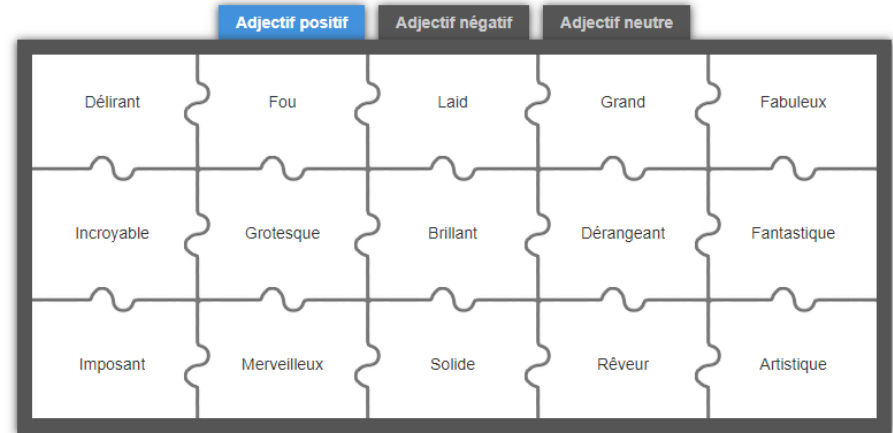 Adjectif positif Adjectif négatif Adjectif neutre
Délirant Fou Laid Grand Fabuleux
Incroyable Grotesque Brillant Dérangeant Fantastique
Imposant Merveilleux Solide Rêveur Artistique